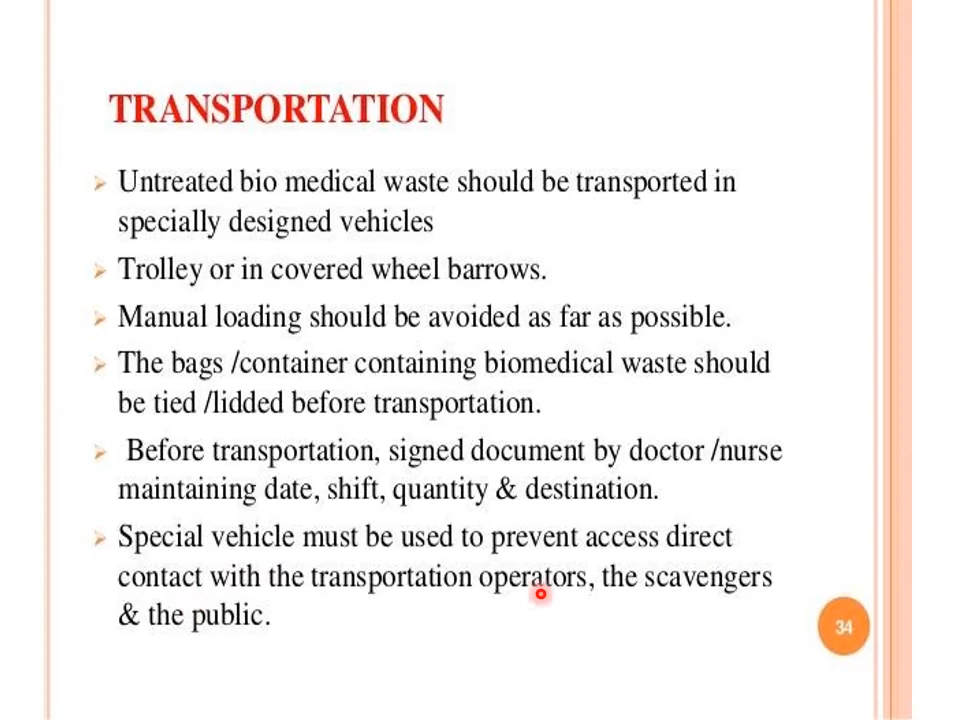 TRANSPORTATION
Untreated bio medical waste should be transported in
specially designed vehicles
Trolley or in covered wheel barrows.
Manual loading should be avoided as far as possible.
The bags /container containing biomedical waste should
be tied /lidded before transportation.
Before transportation, signed document by doctor /nurse
maintaining date, shift, quantity & destination.
Special vehicle must be used to prevent access direct
contact with the transportation operators, the scavengers
& the public.
34